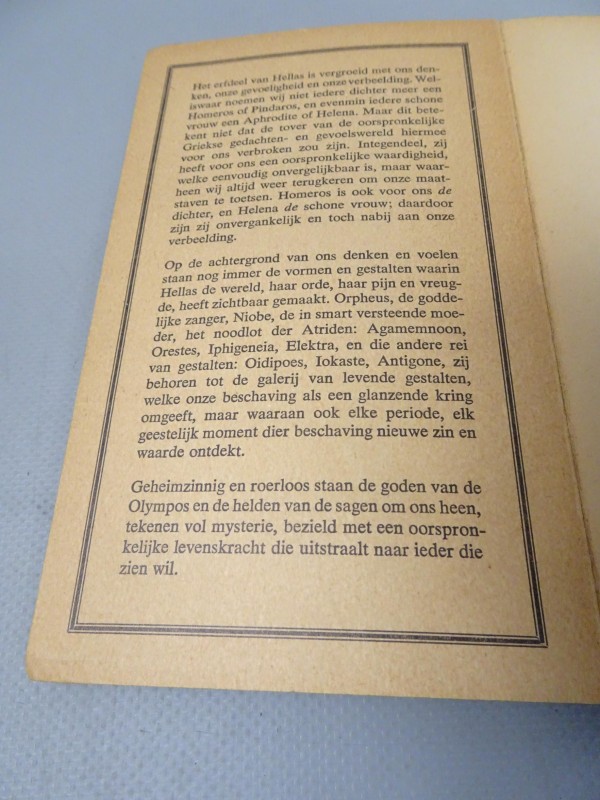 Het erfdeel van Hellas is vergroeid met ons den-
ken, onze gevoeligheid en onze verbeelding. Wel-
iswaar noemen wij niet iedere dichter meer een
Homeros of Pindaros, en evenmin iedere schone
vrouw een Aphrodite of Helena. Maar dit bete-
kent niet dat de tover van de oorspronkelijke
Griekse gedachten- en gevoelswereld hiermee
voor ons verbroken zou zijn. Integendeel, zij
heeft voor ons een oorspronkelijke waardigheid,
welke eenvoudig onvergelijkbaar is, maar waar-
heen wij altijd weer terugkeren om onze maat-
staven te toetsen. Homeros is ook voor ons de
dichter, en Helena de schone vrouw; daardoor
zijn zij onvergankelijk en toch nabij aan onze
verbeelding.
Op de achtergrond van ons denken en voelen
staan nog immer de vormen en gestalten waarin
Hellas de wereld, haar orde, haar pijn en vreug-
de, heeft zichtbaar gemaakt. Orpheus, de godde-
lijke zanger, Niobe, de in smart versteende moe-
der, het noodlot der Atriden: Agamemnoon,
Orestes, Iphigeneia, Elektra, en die andere rei
van gestalten: Oidipoes, Iokaste, Antigone, zij
behoren tot de galerij van levende gestalten,
welke onze beschaving als een glanzende kring
omgeeft, maar waaraan ook elke periode, elk
geestelijk moment dier beschaving nieuwe zin en
waarde ontdekt.
Geheimzinnig en roerloos staan de goden van de
Olympos en de helden van de sagen om ons heen,
tekenen vol mysterie, bezield met een oorspron-
kelijke levenskracht die uitstraalt naar ieder die
zien wil.